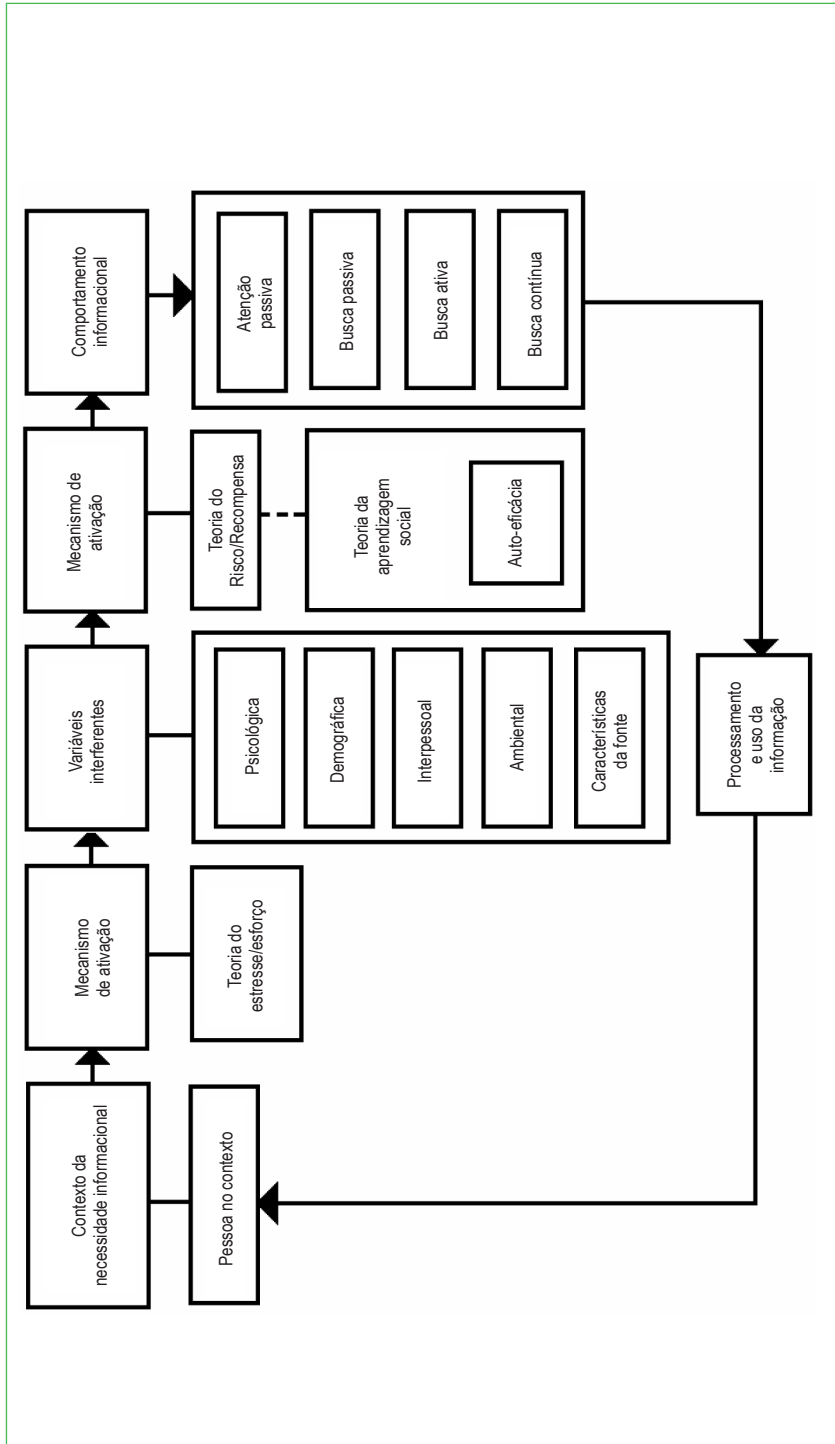 Contexto da
necessidade informacional
Pessoa no contexto
Mecanismo
de ativação
Teoria do
estresse/esforço
Variáveis
interferentes
Psicológica
Demográfica
Interpessoal
Ambiental
Características
da fonte
Mecanismo de
ativação
Teoria do
Risco/Recompensa
Teoria da
aprendizagem
social
Auto-eficácia
Comportamento
informacional
Atenção
passiva
Busca passiva
Busca ativa
Busca contínua
Processamento
e uso da
informação